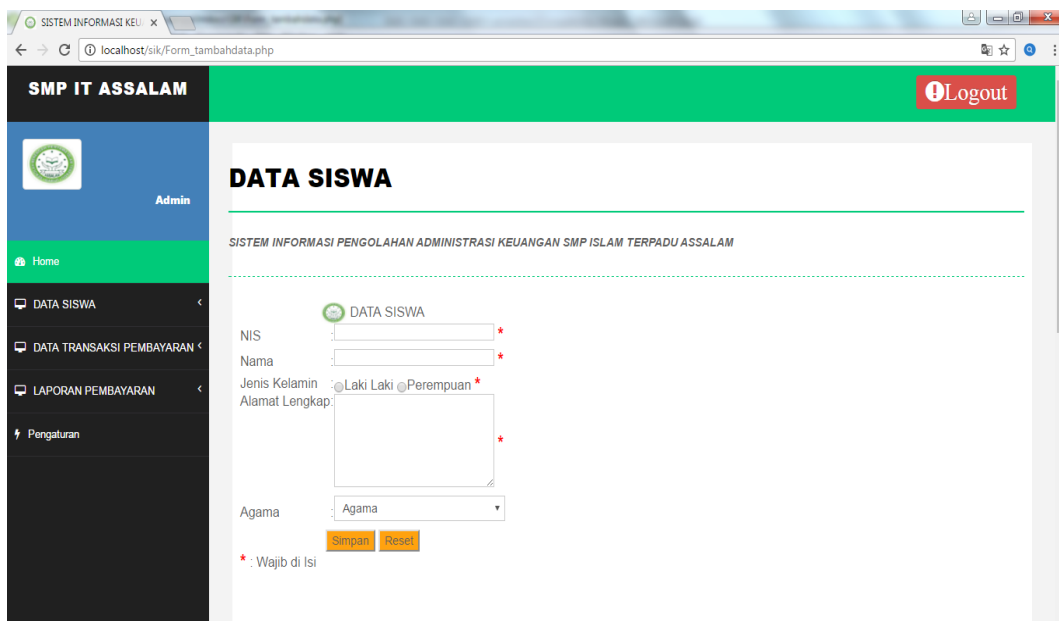 SISTEM INFORMASI KEU
localhost/sik/Form_tambahdata.php
SMP IT ASSALAM
Logout
Admin
Home
DATA SISWA
DATA TRANSAKSI PEMBAYARAN
LAPORAN PEMBAYARAN
Pengaturan
DATA SISWA
SISTEM INFORMASI PENGOLAHAN ADMINISTRASI KEUANGAN SMP ISLAM TERPADU ASSALAM
DATA SISWA
NIS : *
Nama : *
Jenis Kelamin : Laki Laki Perempuan *
Alamat Lengkap: *
Agama : Agama
Simpan Reset
* : Wajib di Isi